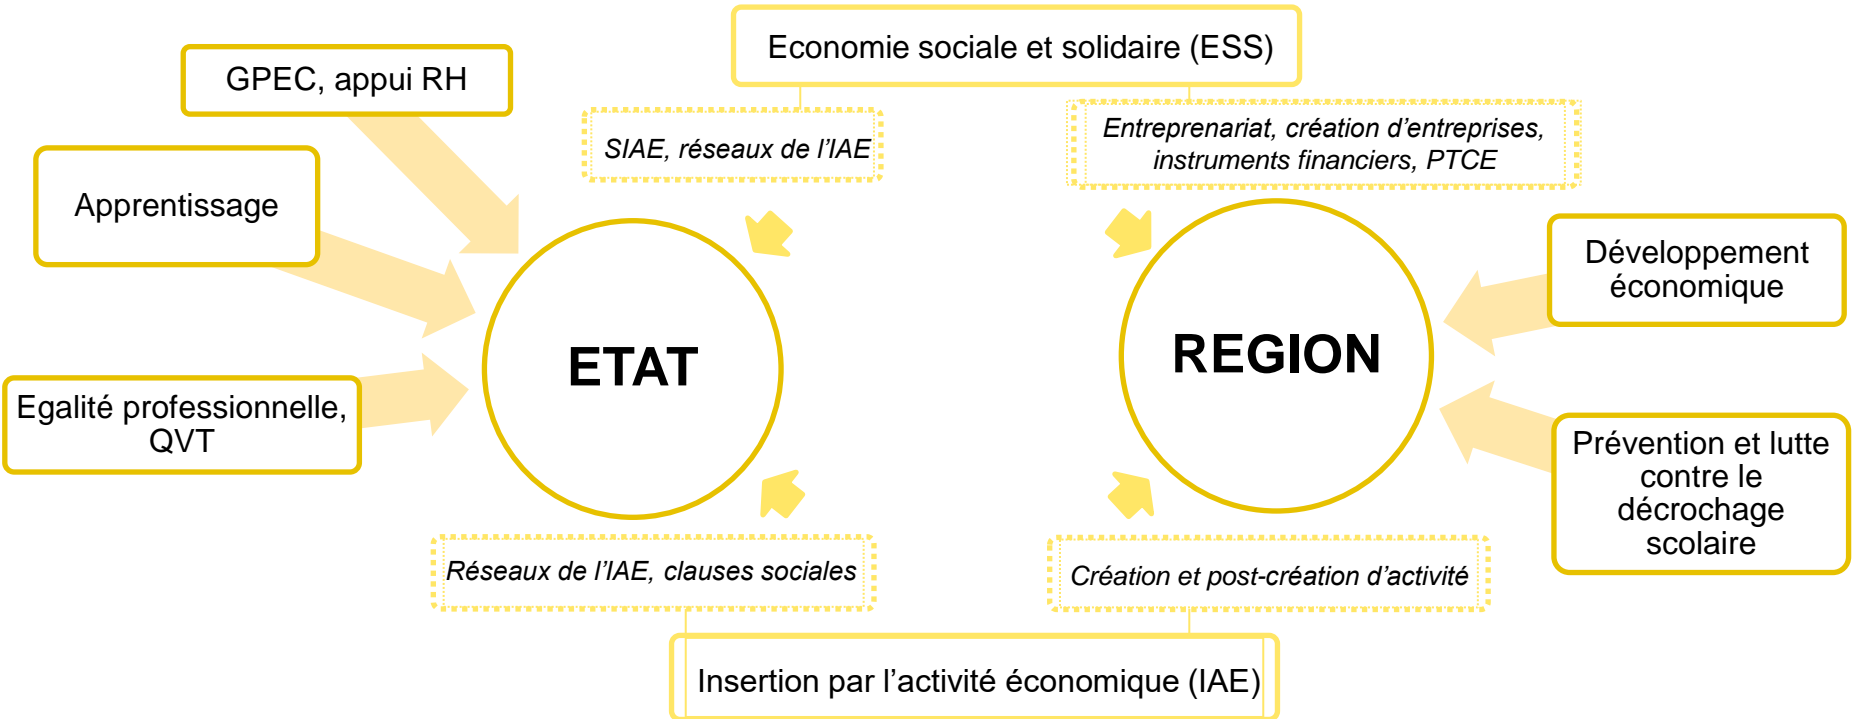 Economie sociale et solidaire (ESS)
GPEC, appui RH
SIAE, réseaux de l’IAE
Entreprenariat, création d’entreprises,
instruments financiers, PTCE
Apprentissage
Développement
économique
ETAT
REGION
Egalité professionnelle,
QVT
Prévention et lutte
contre le
décrochage
scolaire
Réseaux de l’IAE, clauses sociales
Création et post-création d’activité
Insertion par l’activité économique (IAE)